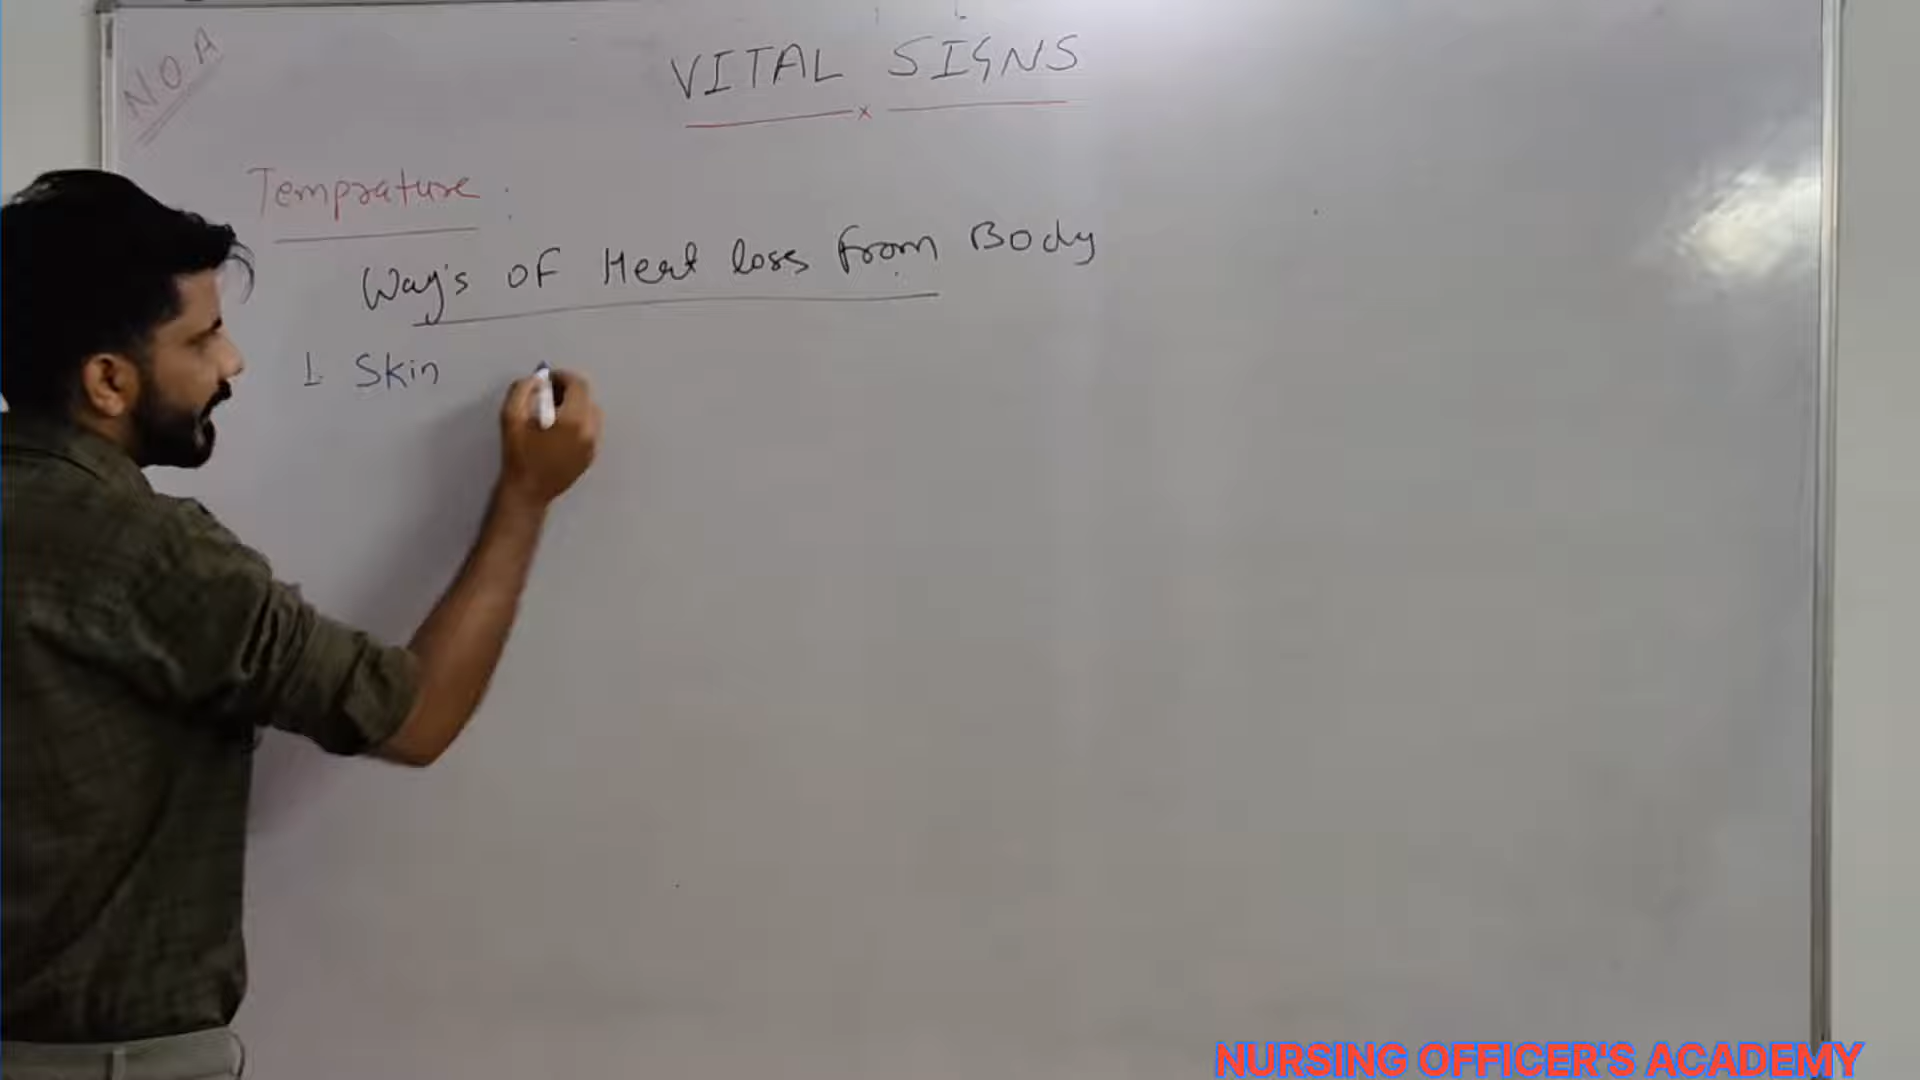 N.O.A
VITAL SIGNS
Temprature :
Way's OF Heat loss from Body
1. Skin
NURSING OFFICER'S ACADEMY